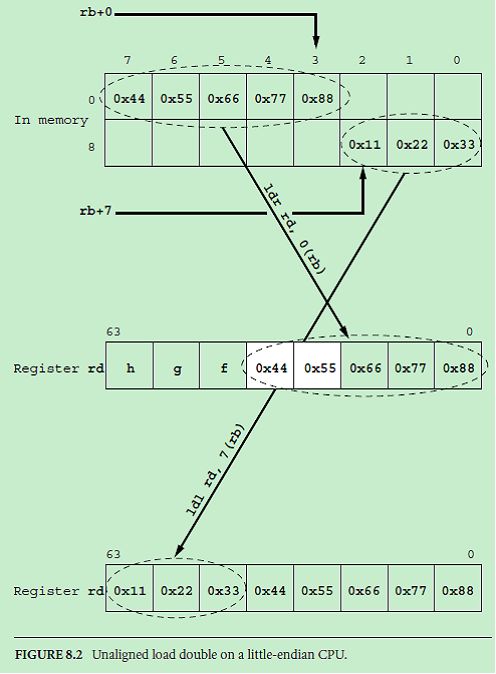 rb+0
7 6 5 4 3 2 1 0
0 0x44 0x55 0x66 0x77 0x88
In memory
8 0x11 0x22 0x33
rb+7
ldr rd, 0(rb)
63 0
Register rd h g f 0x44 0x55 0x66 0x77 0x88
ldl rd, 7(rb)
63 0
Register rd 0x11 0x22 0x33 0x44 0x55 0x66 0x77 0x88
FIGURE 8.2 Unaligned load double on a little-endian CPU.